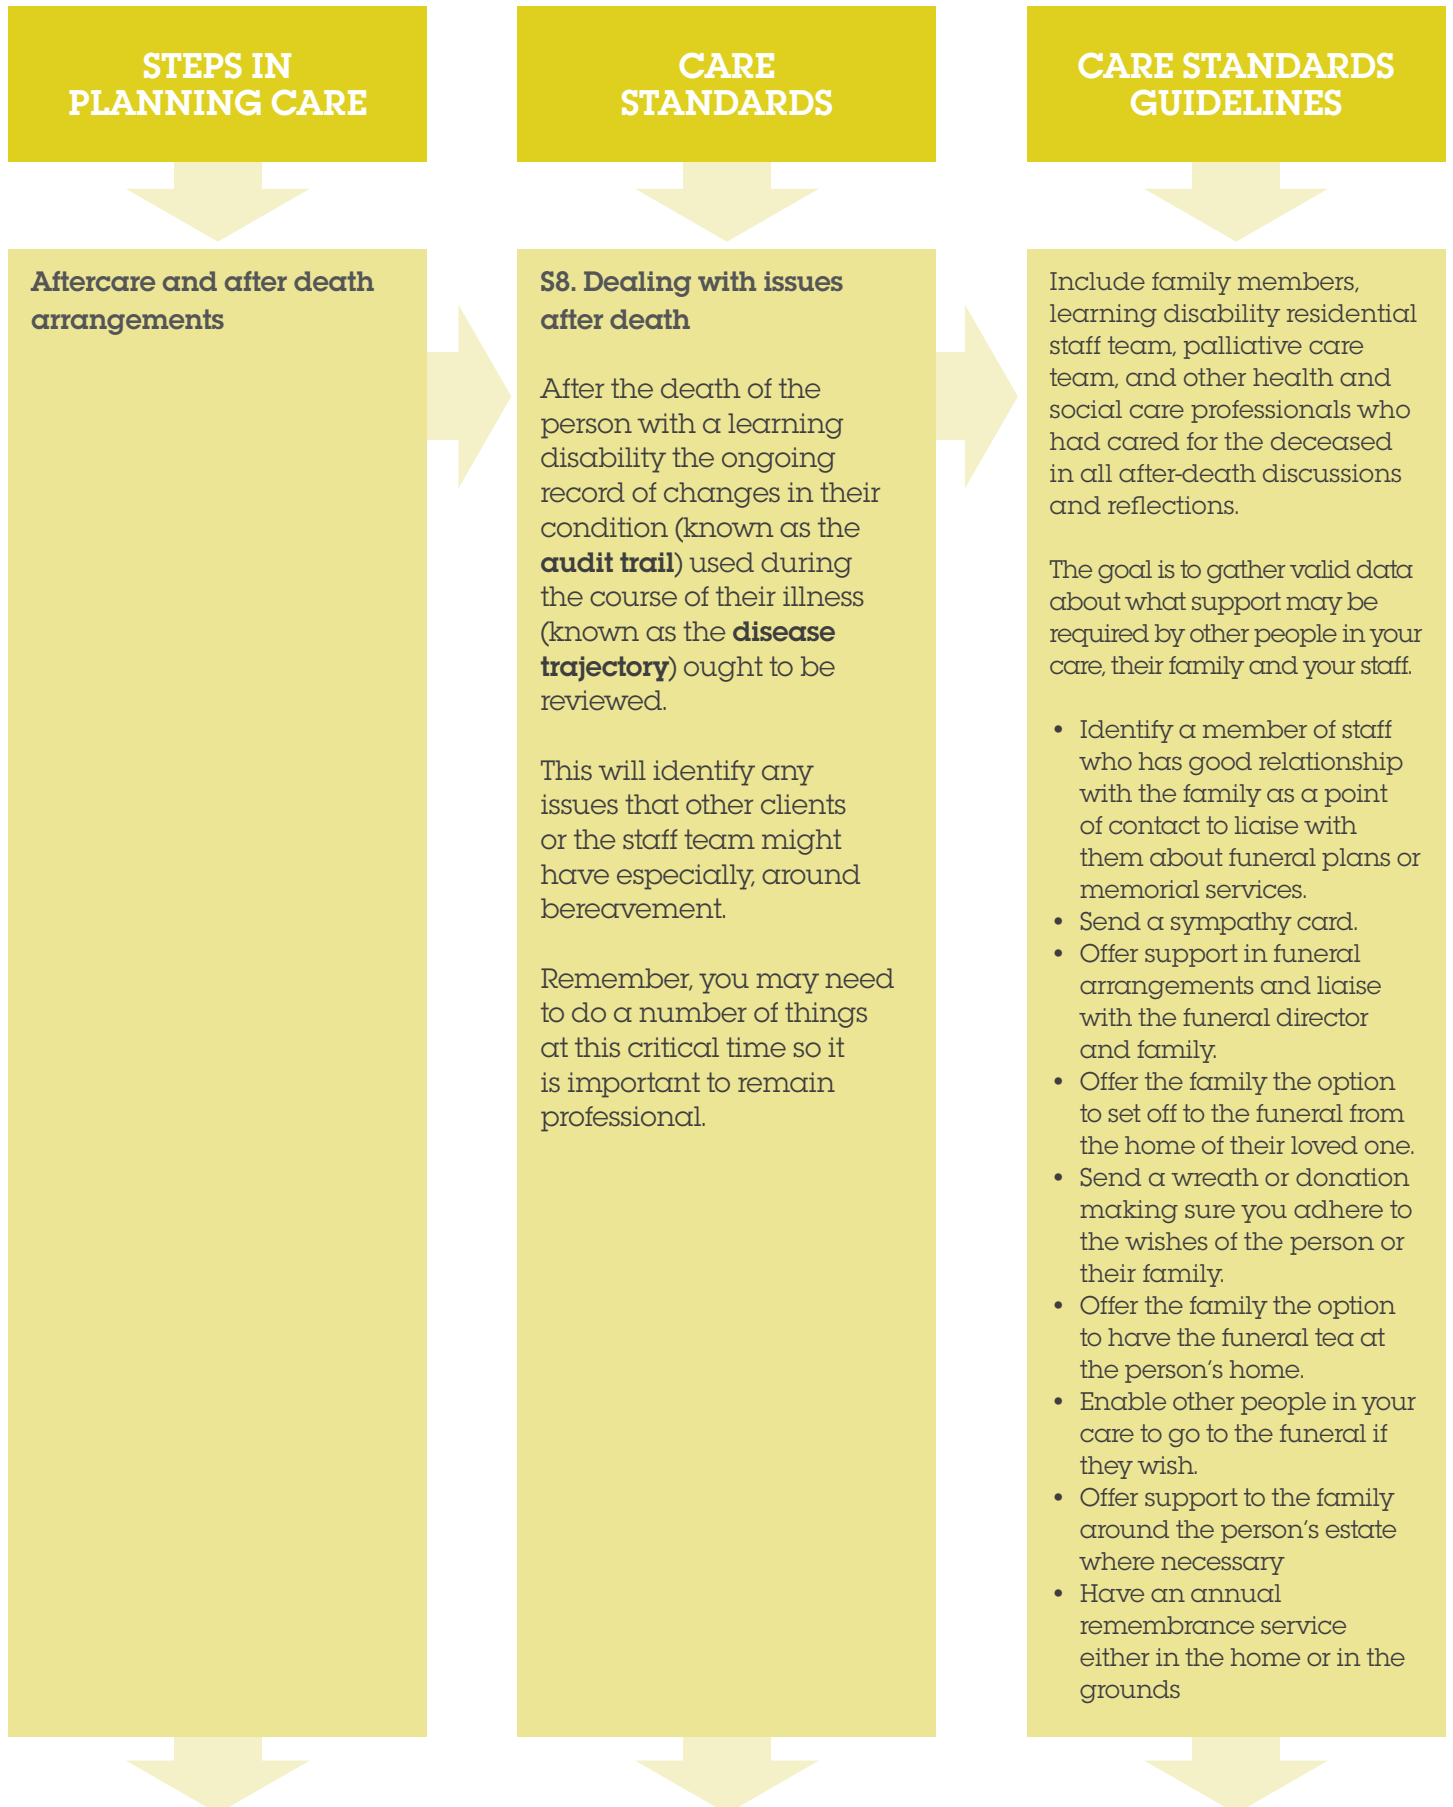 STEPS IN
PLANNING CARE
CARE
STANDARDS
CARE STANDARDS
GUIDELINES
Aftercare and after death
arrangements
S8. Dealing with issues
after death
After the death of the
person with a learning
disability the ongoing
record of changes in their
condition (known as the
audit trail) used during
the course of their illness
(known as the disease
trajectory) ought to be
reviewed.
This will identify any
issues that other clients
or the staff team might
have especially, around
bereavement.
Remember, you may need
to do a number of things
at this critical time so it
is important to remain
professional.
Include family members,
learning disability residential
staff team, palliative care
team, and other health and
social care professionals who
had cared for the deceased
in all after-death discussions
and reflections.
The goal is to gather valid data
about what support may be
required by other people in your
care, their family and your staff.
• Identify a member of staff
who has good relationship
with the family as a point
of contact to liaise with
them about funeral plans or
memorial services.
• Send a sympathy card.
• Offer support in funeral
arrangements and liaise
with the funeral director
and family.
• Offer the family the option
to set off to the funeral from
the home of their loved one.
• Send a wreath or donation
making sure you adhere to
the wishes of the person or
their family.
• Offer the family the option
to have the funeral tea at
the person's home.
• Enable other people in your
care to go to the funeral if
they wish.
• Offer support to the family
around the person's estate
where necessary
• Have an annual
remembrance service
either in the home or in the
grounds